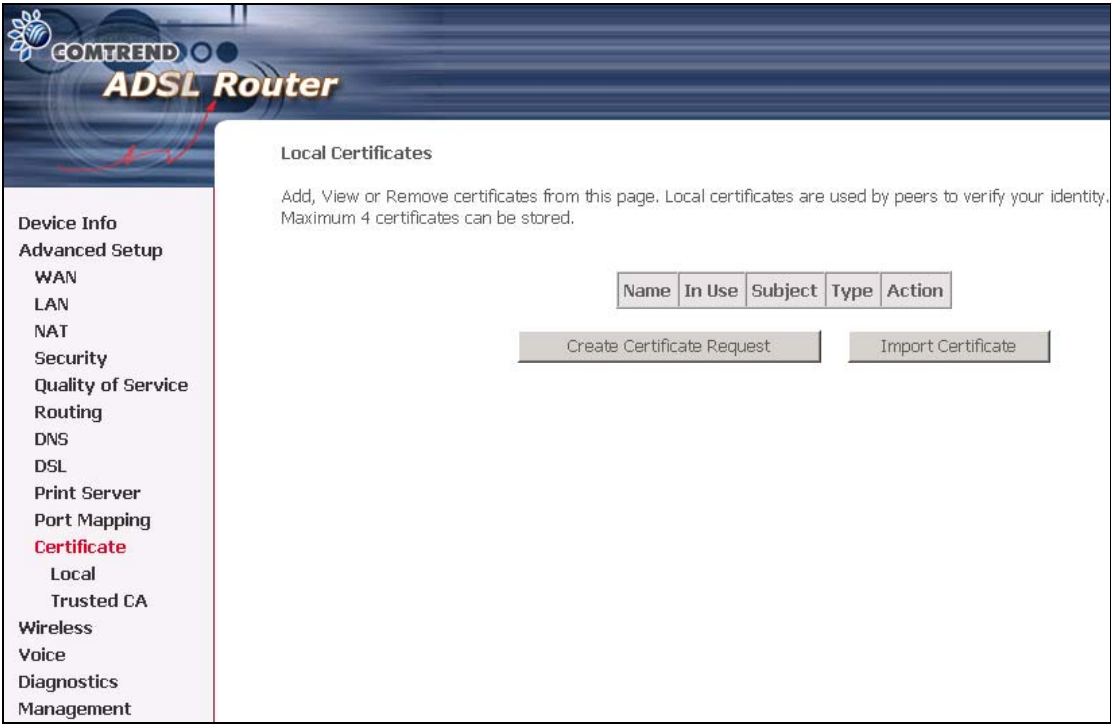 COMTREND
ADSL Router
Local Certificates
Add, View or Remove certificates from this page. Local certificates are used by peers to verify your identity.
Maximum 4 certificates can be stored.
Name In Use Subject Type Action
Create Certificate Request Import Certificate
Device Info
Advanced Setup
WAN
LAN
NAT
Security
Quality of Service
Routing
DNS
DSL
Print Server
Port Mapping
Certificate
Local
Trusted CA
Wireless
Voice
Diagnostics
Management